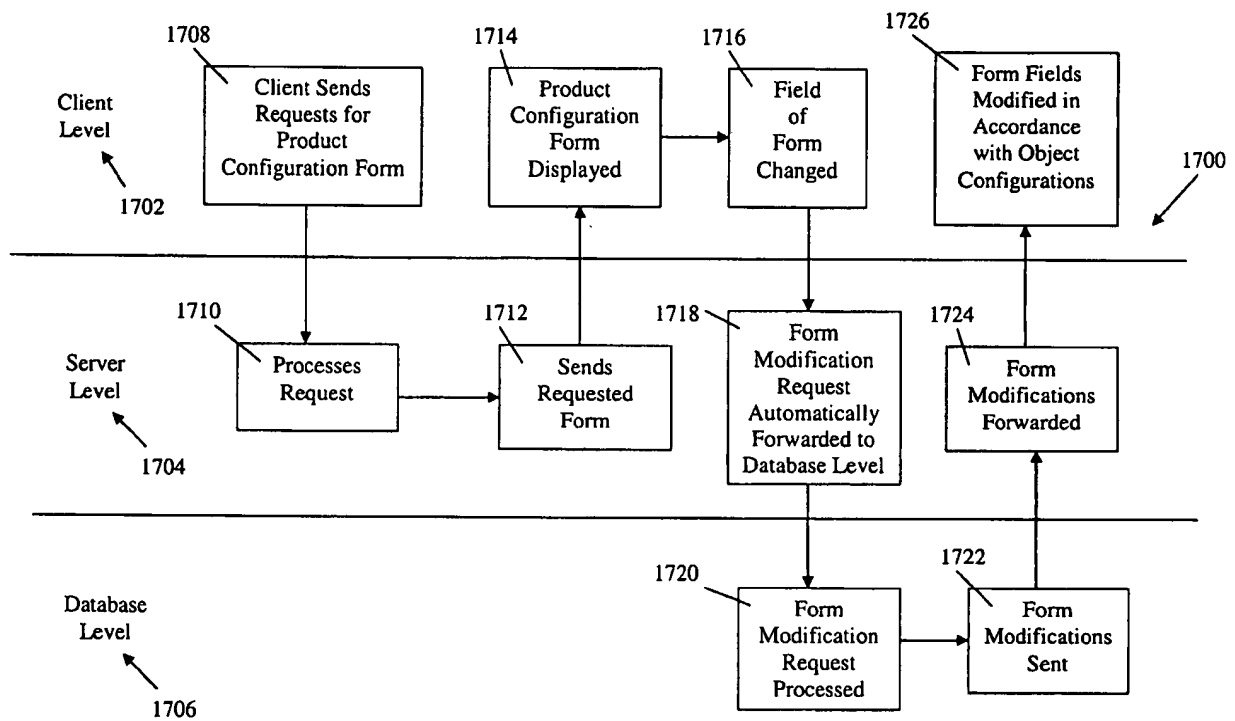 1708
Client Sends
Requests for
Product
Configuration Form
1714
Product
Configuration
Form
Displayed
1716
Field
of
Form
Changed
1726
Form Fields
Modified in
Accordance
with Object
Configurations
Client
Level
1702
1700
1710
Processes
Request
1712
Sends
Requested
Form
1718
Form
Modification
Request
Automatically
Forwarded to
Database Level
1724
Form
Modifications
Forwarded
Server
Level
1704
1720
Form
Modification
Request
Processed
1722
Form
Modifications
Sent
Database
Level
1706